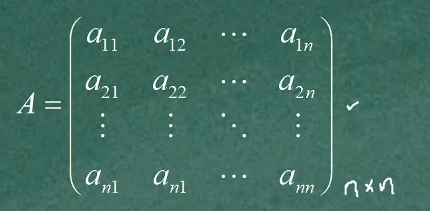 a₁₁ a₁₂ ⋯ a₁ₙ
a₂₁ a₂₂ ⋯ a₂ₙ
A = ⋮ ⋮ ⋱ ⋮ ✓
aₙ₁ aₙ₁ ⋯ aₙₙ n×n